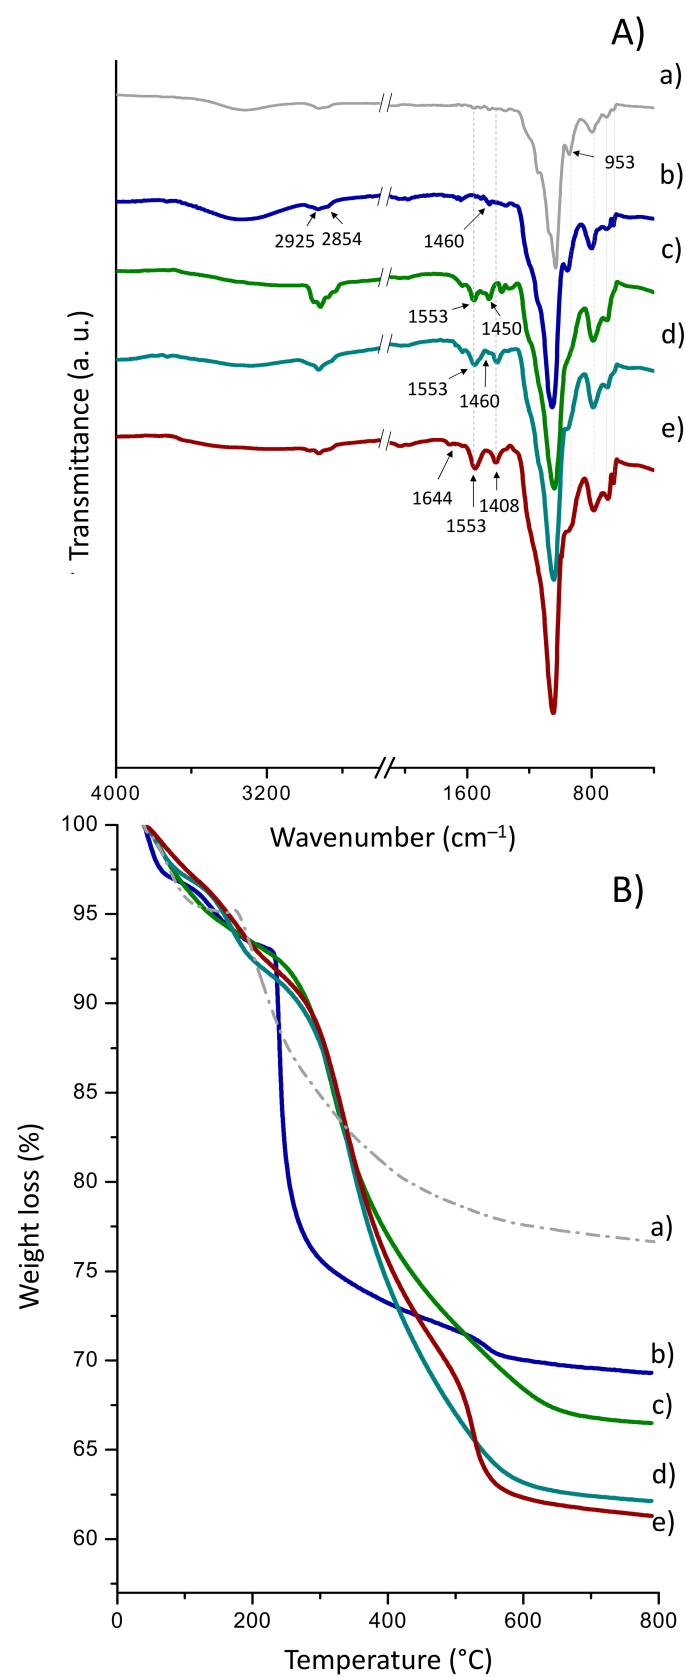 A)
a)
953
b)
2925 2854
1460
c)
1553
1450
d)
1553
1460
e)
1644
1408
1553
Transmittance (a. u.)
4000 3200 1600 800
Wavenumber (cm⁻¹)
B)
100
95
90
85
80
75
70
65
60
Weight loss (%)
a)
b)
c)
d)
e)
0 200 400 600 800
Temperature (°C)